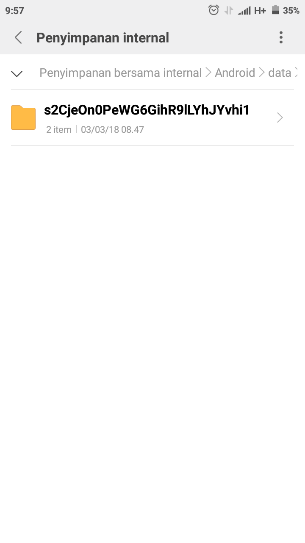 9:57 H+ 35%
Penyimpanan internal
Penyimpanan bersama internal > Android > data >
s2CjeOn0PeWG6GihR9lLYhJYvhi1
2 item | 03/03/18 08.47